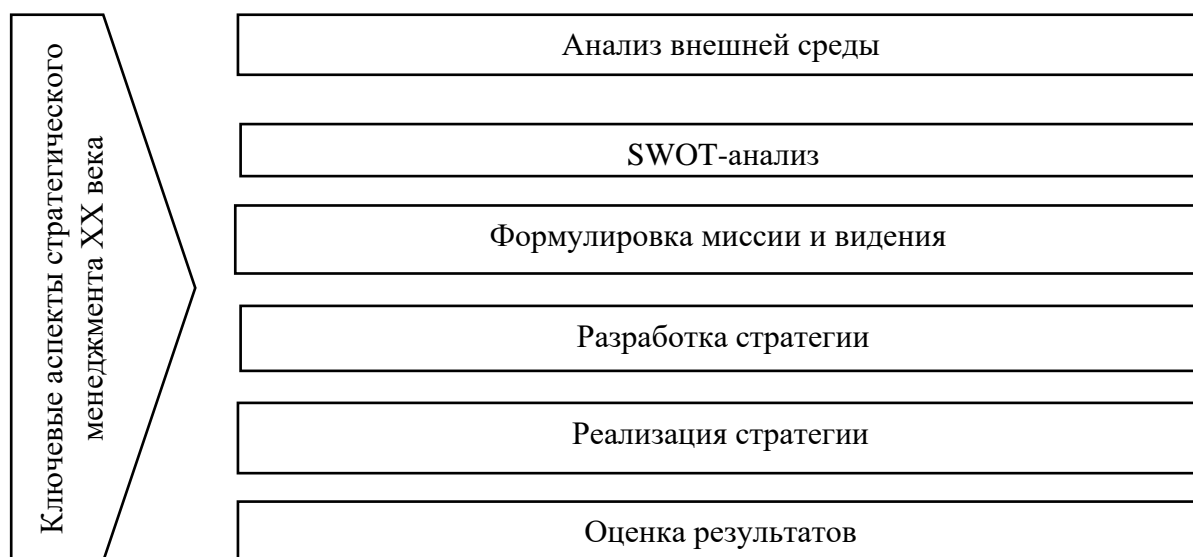 Ключевые аспекты стратегического
менеджмента XX века
Анализ внешней среды
SWOT-анализ
Формулировка миссии и видения
Разработка стратегии
Реализация стратегии
Оценка результатов